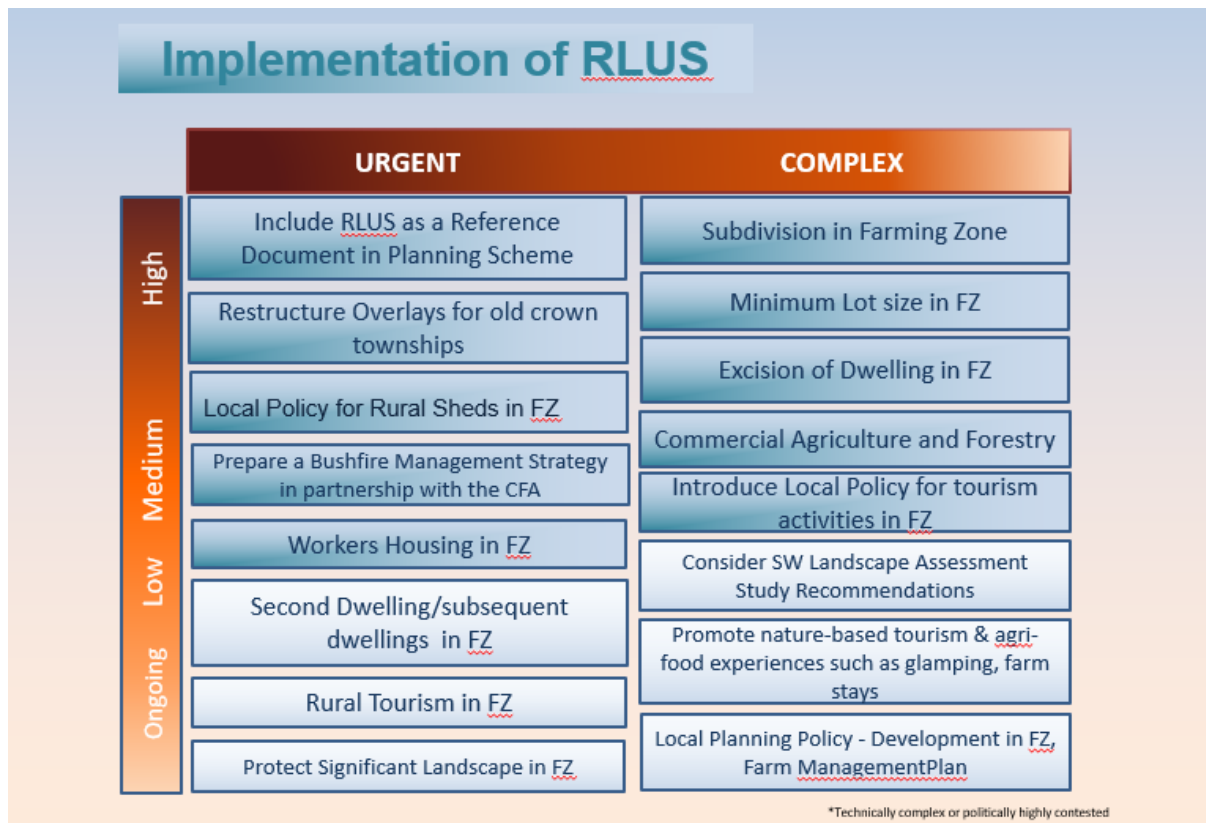 Implementation of RLUS
URGENT
COMPLEX
High
Medium
Low
Ongoing
Include RLUS as a Reference
Document in Planning Scheme
Restructure Overlays for old crown
townships
Local Policy for Rural Sheds in FZ
Prepare a Bushfire Management Strategy
in partnership with the CFA
Workers Housing in FZ
Second Dwelling/subsequent
dwellings in FZ
Rural Tourism in FZ
Protect Significant Landscape in FZ
Subdivision in Farming Zone
Minimum Lot size in FZ
Excision of Dwelling in FZ
Commercial Agriculture and Forestry
Introduce Local Policy for tourism
activities in FZ
Consider SW Landscape Assessment
Study Recommendations
Promote nature-based tourism & agri-
food experiences such as glamping, farm
stays
Local Planning Policy - Development in FZ,
Farm ManagementPlan
*Technically complex or politically highly contested